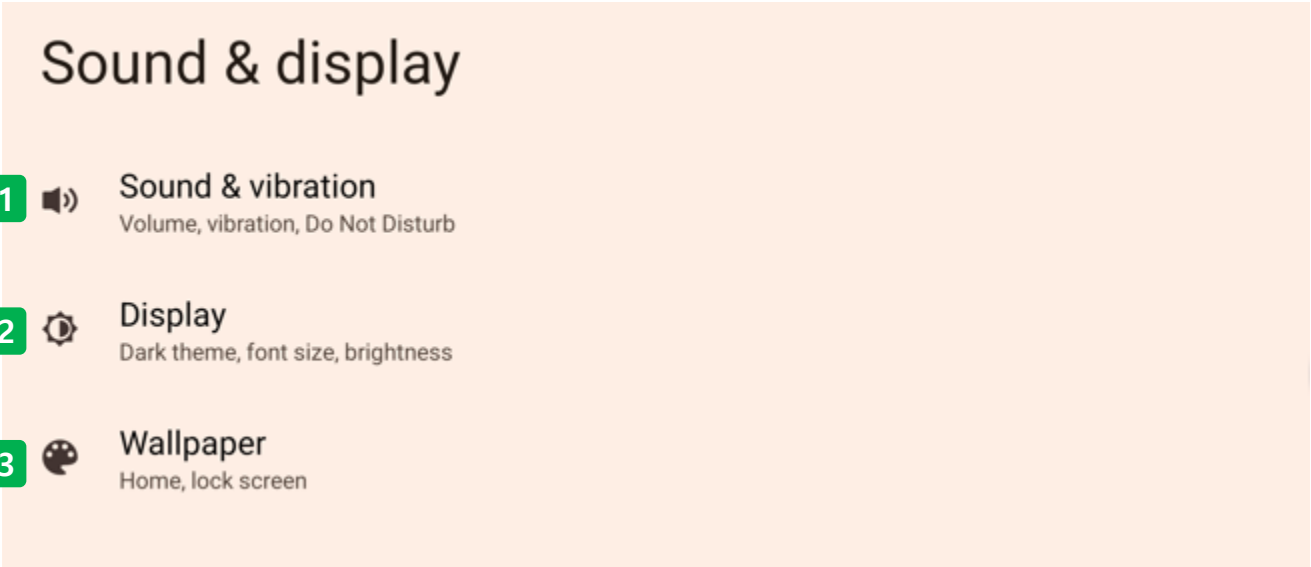 Sound & display
1
Sound & vibration
Volume, vibration, Do Not Disturb
2
Display
Dark theme, font size, brightness
3
Wallpaper
Home, lock screen